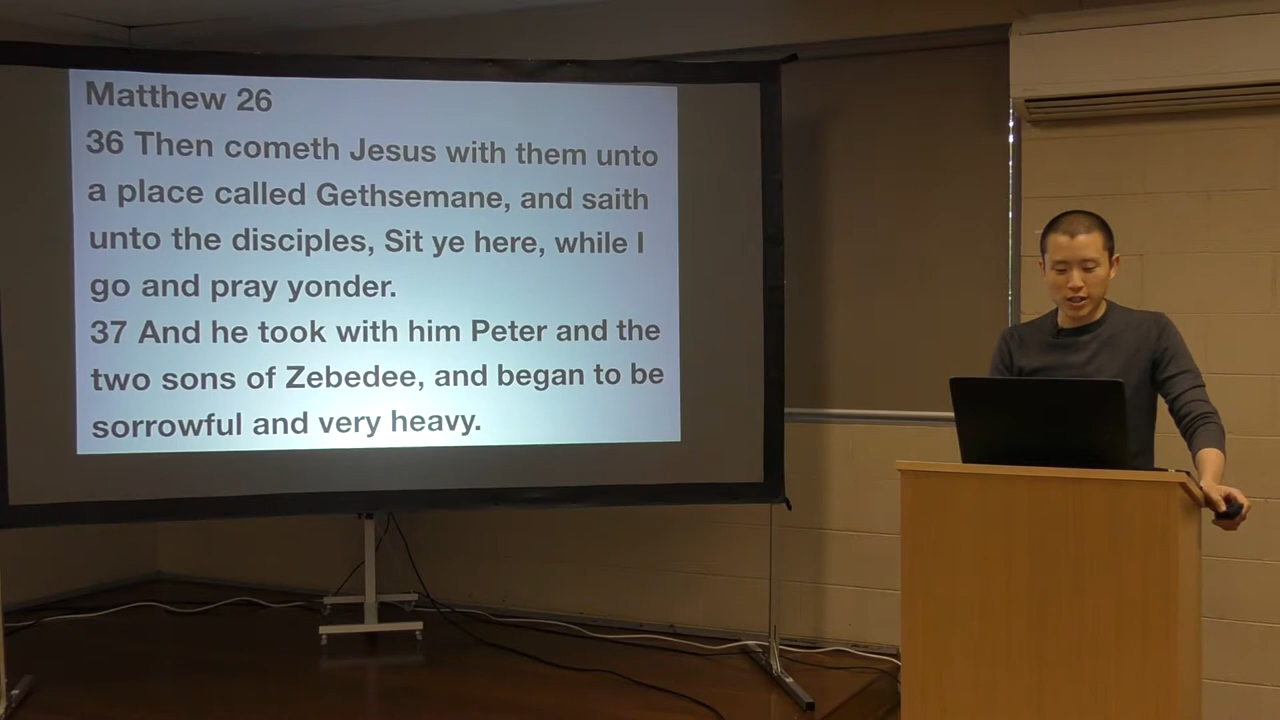 Matthew 26
36 Then cometh Jesus with them unto
a place called Gethsemane, and saith
unto the disciples, Sit ye here, while I
go and pray yonder.
37 And he took with him Peter and the
two sons of Zebedee, and began to be
sorrowful and very heavy.